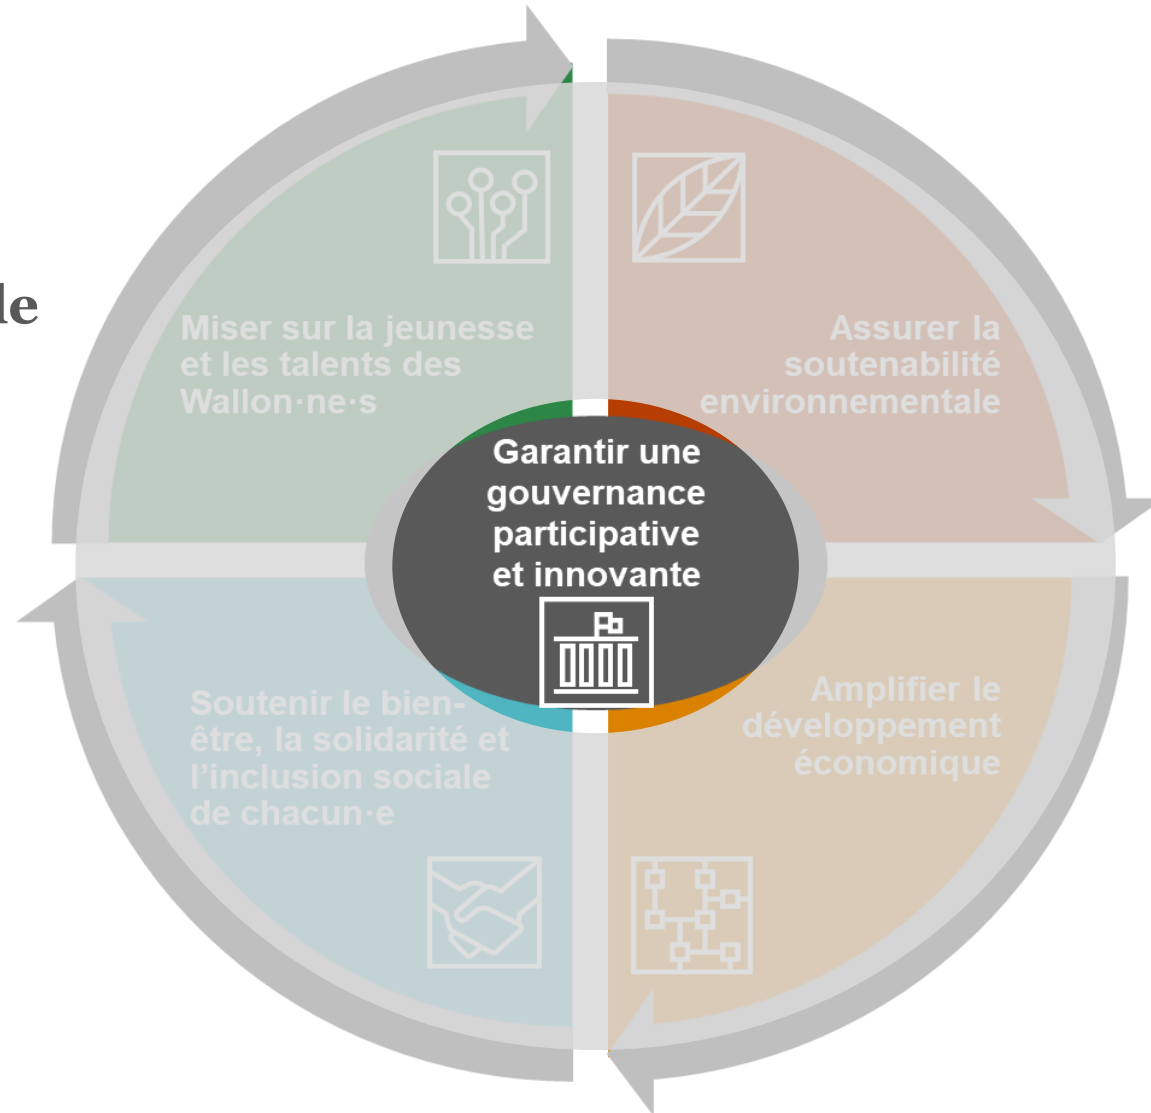 de
Miser sur la jeunesse
et les talents des
Wallon·ne·s
Assurer la
soutenabilité
environnementale
Garantir une
gouvernance
participative
et innovante
Soutenir le bien-
être, la solidarité et
l’inclusion sociale
de chacun·e
Amplifier le
développement
économique